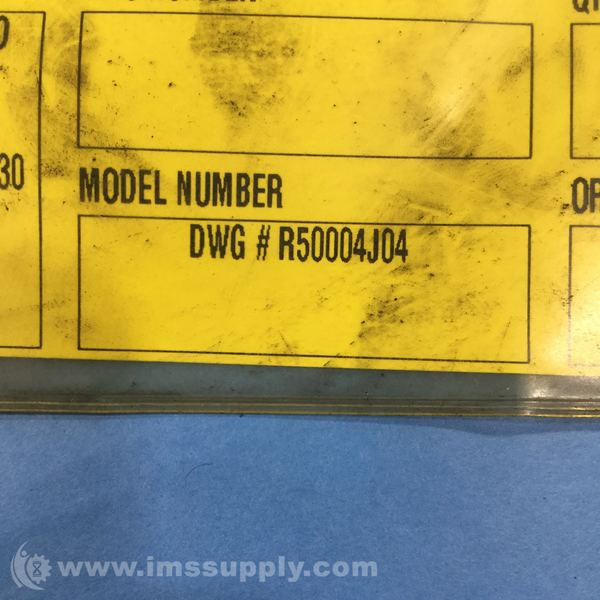 30
MODEL NUMBER
DWG # R50004J04
www.imssupply.com